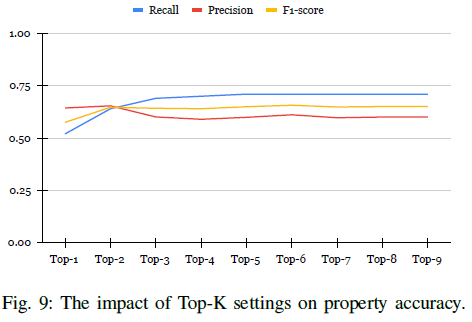 Recall Precision F1-score
1.00
0.75
0.50
0.25
0.00
Top-1 Top-2 Top-3 Top-4 Top-5 Top-6 Top-7 Top-8 Top-9
Fig. 9: The impact of Top-K settings on property accuracy.